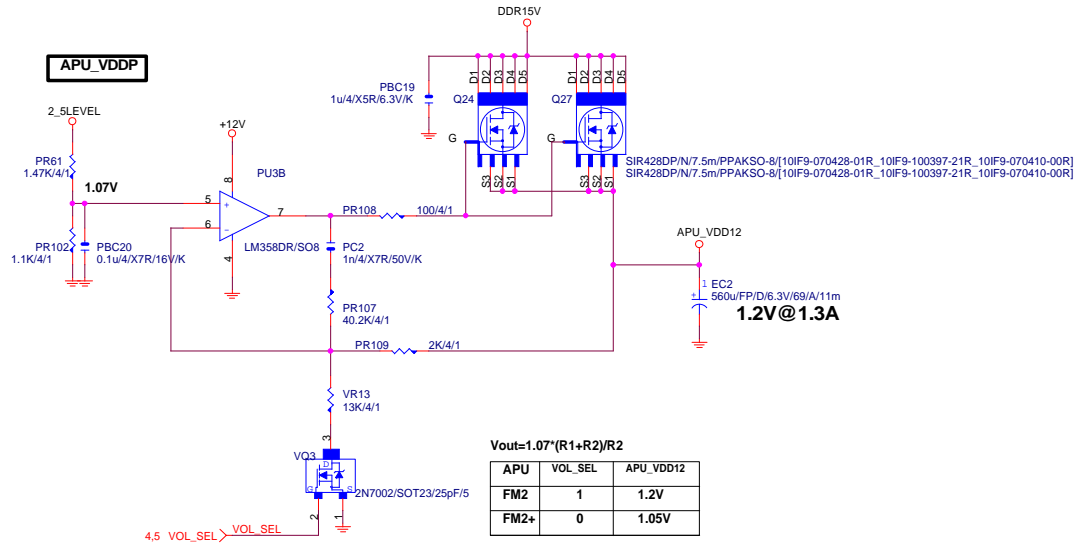 DDR15V
APU_VDDP
D1
D2
D3
D4
D5
D1
D2
D3
D4
D5
PBC19
1u/4/X5R/6.3V/K
Q24
Q27
2_5LEVEL
+12V
G
G
PR61
1.47K/4/1
8
PU3B
SIR428DP/N/7.5m/PPAKSO-8/[10IF9-070428-01R_10IF9-100397-21R_10IF9-070410-00R]
SIR428DP/N/7.5m/PPAKSO-8/[10IF9-070428-01R_10IF9-100397-21R_10IF9-070410-00R]
S3
S2
S1
S3
S2
S1
1.07V
5
+
7
PR108
100/4/1
6
-
APU_VDD12
PR102
1.1K/4/1
PBC20
0.1u/4/X7R/16V/K
4
LM358DR/SO8
PC2
1n/4/X7R/50V/K
1
EC2
+
560u/FP/D/6.3V/69/A/11m
1.2V@1.3A
PR107
40.2K/4/1
PR109
2K/4/1
VR13
13K/4/1
3
Vout=1.07*(R1+R2)/R2
VQ3
D
G
S
2N7002/SOT23/25pF/5
APU VOL_SEL APU_VDD12
FM2 1 1.2V
FM2+ 0 1.05V
2
1
4,5 VOL_SEL
VOL_SEL